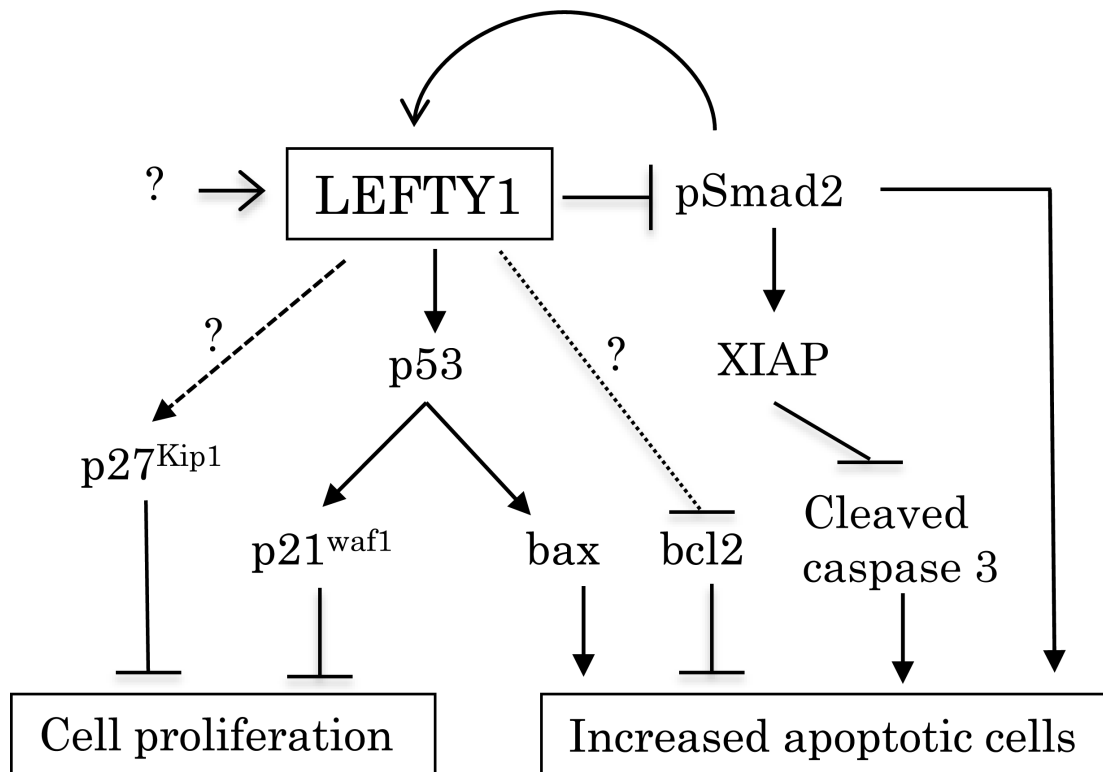 ? LEFTY1 pSmad2
?
p53
?
XIAP
p27Kip1
p21waf1
bax
bcl2
Cleaved
caspase 3
Cell proliferation
Increased apoptotic cells